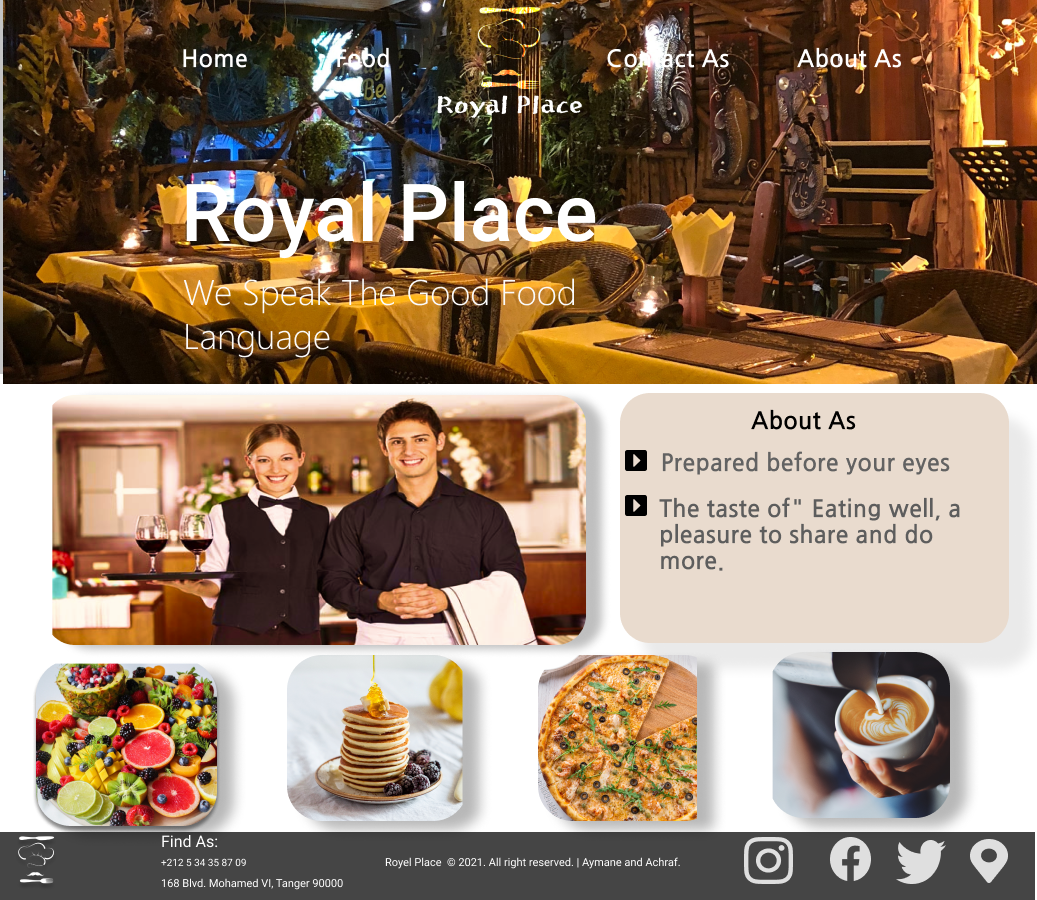 Home
Food
Contact As
About As
Royal Place
Royal Place
We Speak The Good Food
Language
About As
Prepared before your eyes
The taste of" Eating well, a
pleasure to share and do
more.
Find As:
+212 5 34 35 87 09
168 Blvd. Mohamed VI, Tanger 90000
Royel Place © 2021. All right reserved. | Aymane and Achraf.